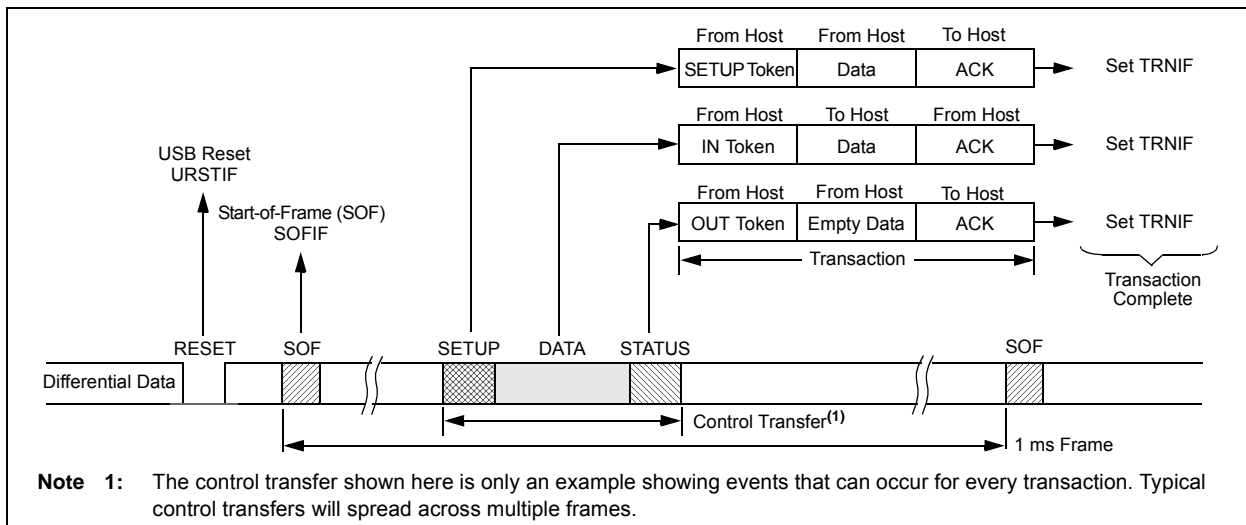 From Host From Host To Host
SETUP Token Data ACK Set TRNIF
From Host To Host From Host
IN Token Data ACK Set TRNIF
USB Reset
URSTIF
From Host From Host To Host
Start-of-Frame (SOF)
SOFIF
OUT Token Empty Data ACK Set TRNIF
Transaction
Transaction
Complete
RESET SOF SETUP DATA STATUS SOF
Differential Data
Control Transfer(1)
1 ms Frame
Note 1: The control transfer shown here is only an example showing events that can occur for every transaction. Typical
control transfers will spread across multiple frames.